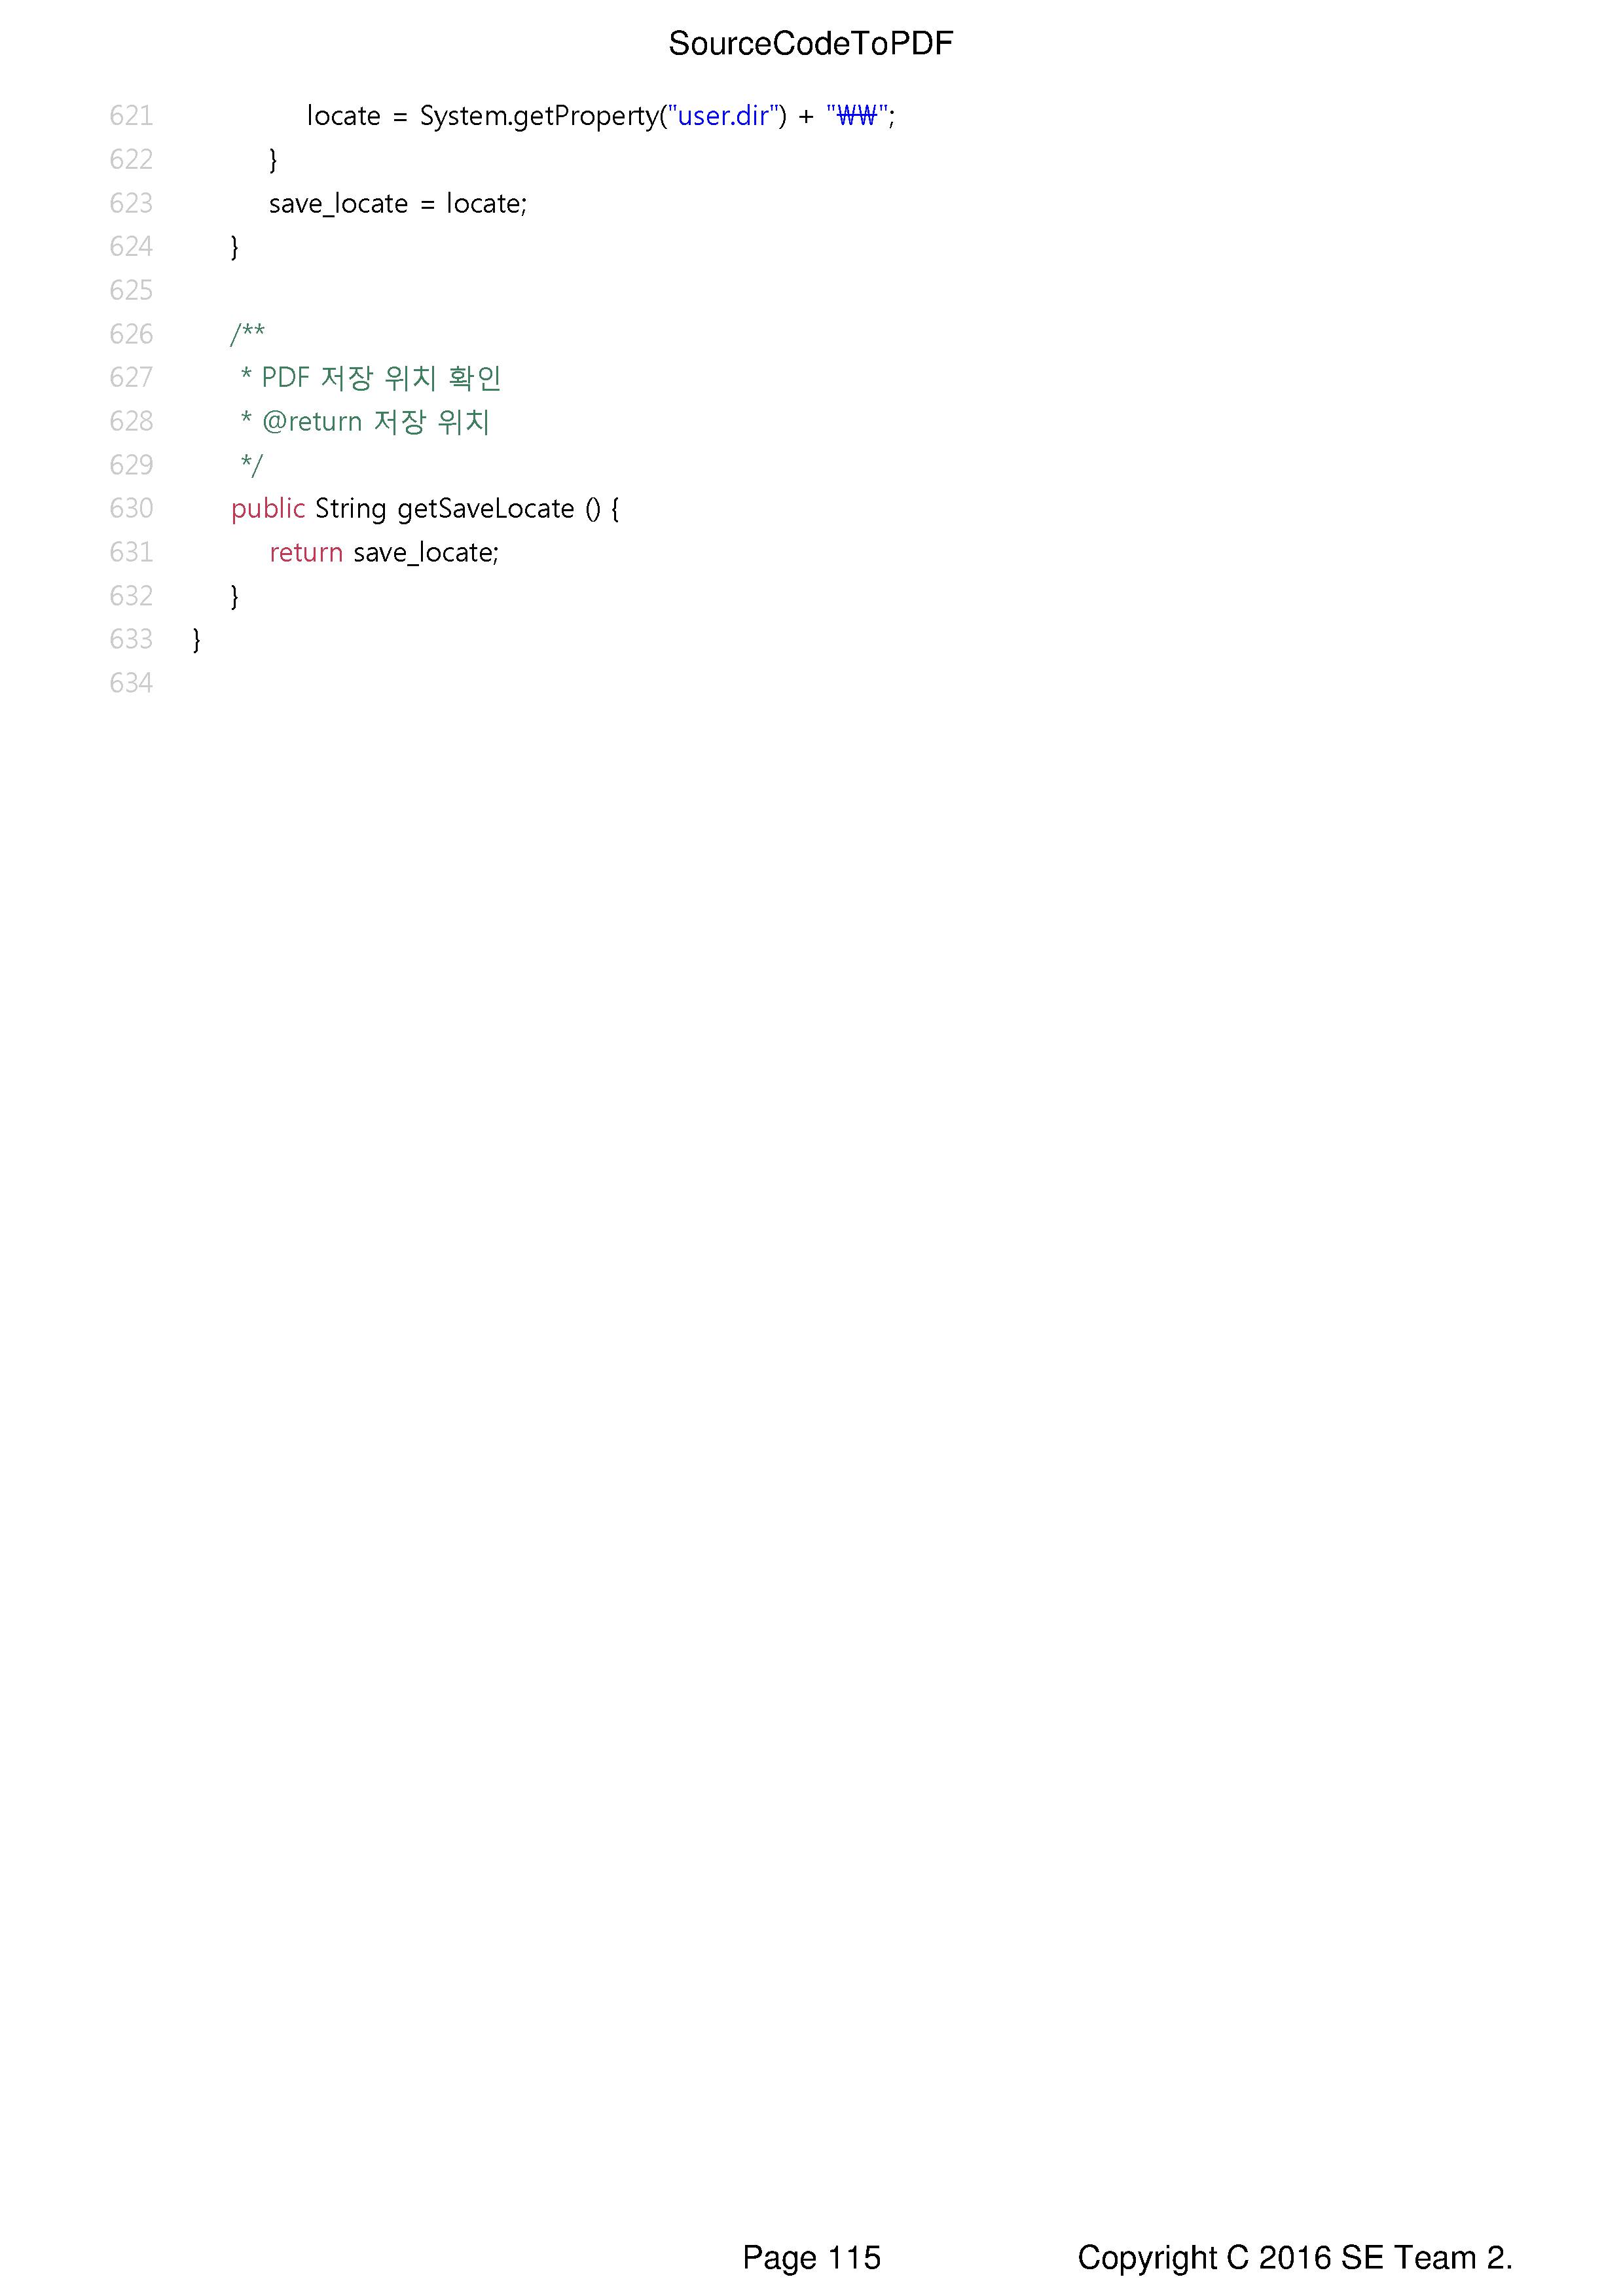 SourceCodeToPDF
621 locate = System.getProperty("user.dir") + "₩₩";
622 }
623 save_locate = locate;
624 }
625
626 /**
627 * PDF 저장 위치 확인
628 * @return 저장 위치
629 */
630 public String getSaveLocate () {
631 return save_locate;
632 }
633 }
634
Page 115 Copyright C 2016 SE Team 2.